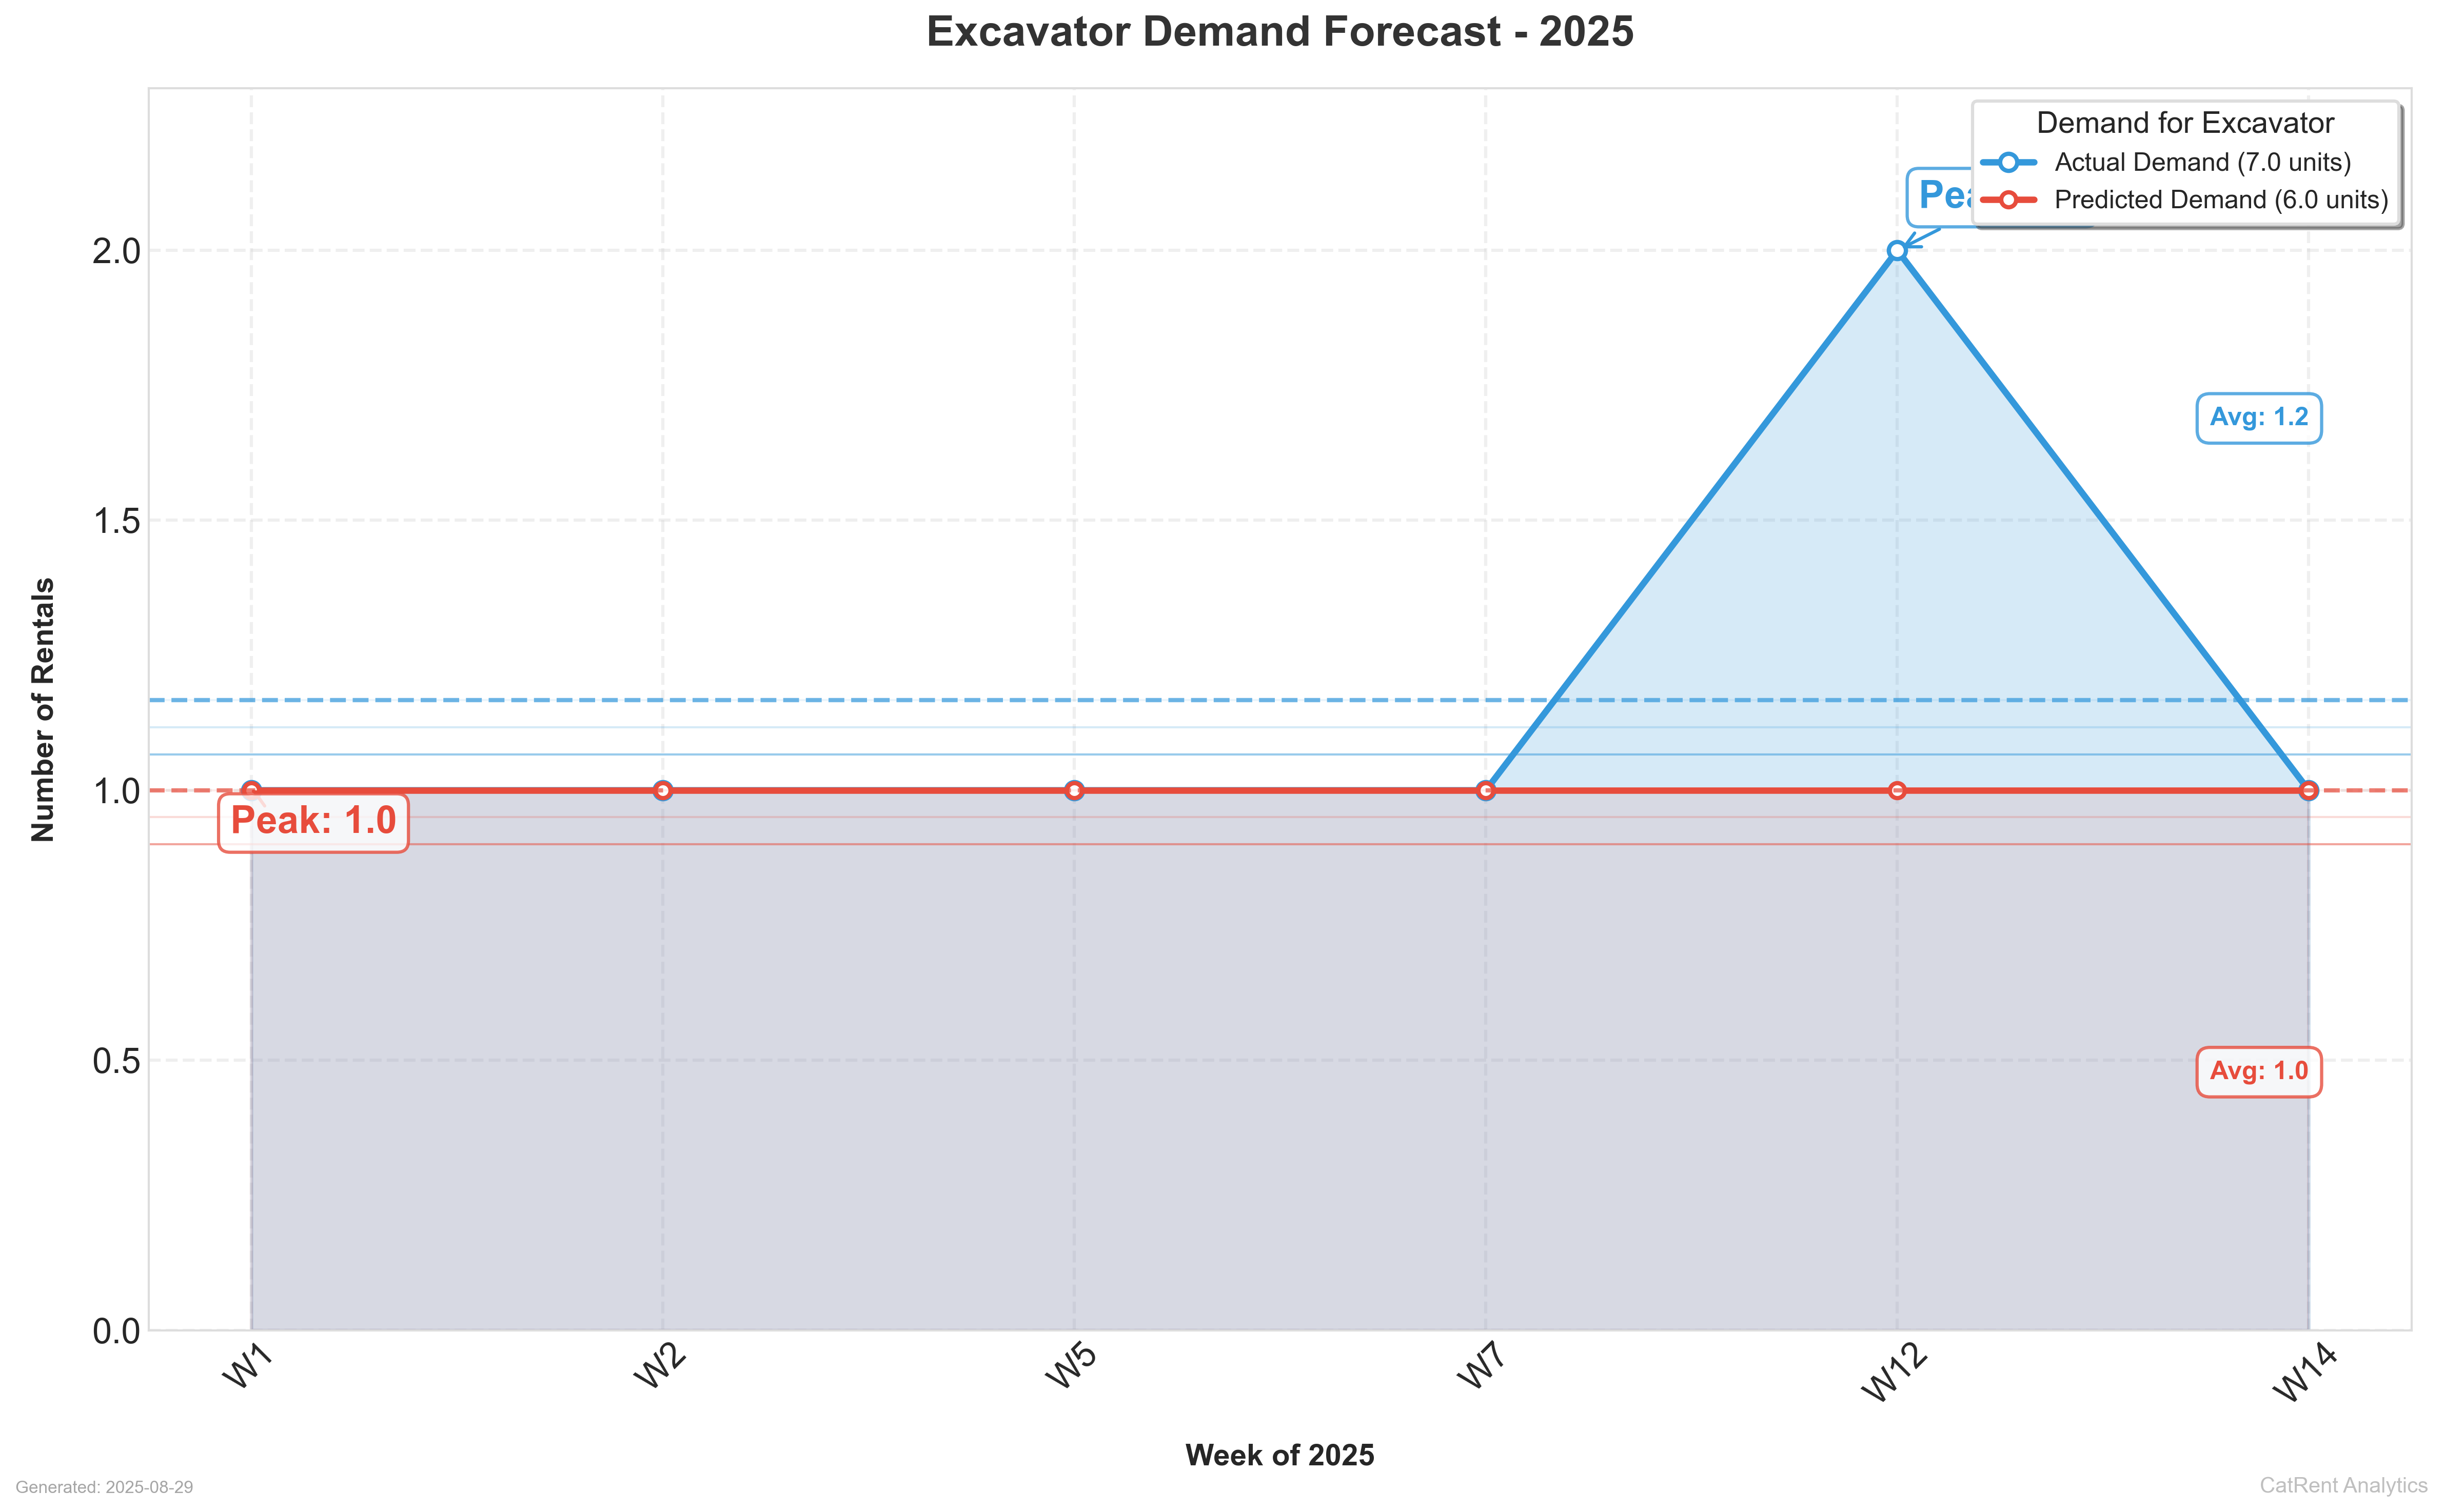 Excavator Demand Forecast - 2025
Demand for Excavator
Actual Demand (7.0 units)
Predicted Demand (6.0 units)
2.0
Avg: 1.2
1.5
Number of Rentals
1.0
Peak: 1.0
0.5
Avg: 1.0
0.0
W1
W2
W5
W7
W12
W14
Week of 2025
Generated: 2025-08-29
CatRent Analytics